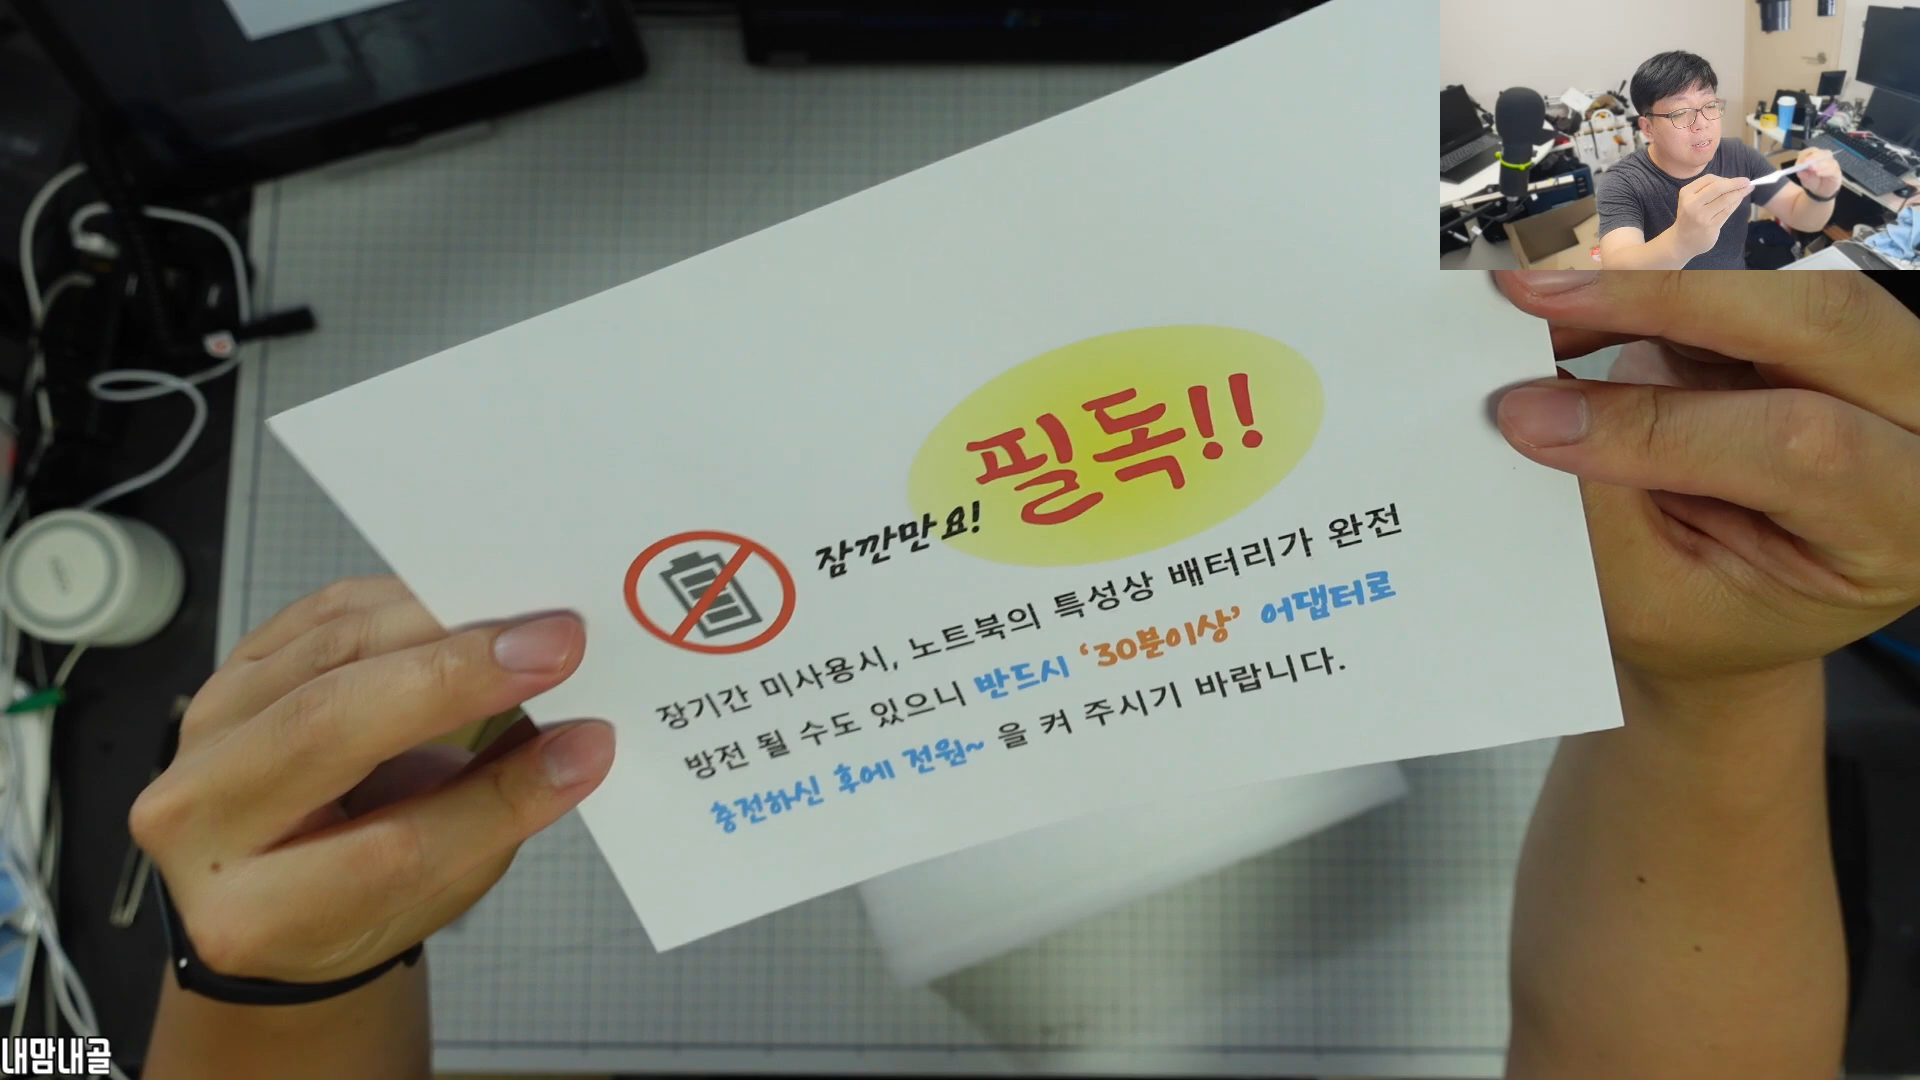 필독!!
잠깐만요!
장기간 미사용시, 노트북의 특성상 배터리가 완전
방전 될 수도 있으니 반드시 '30분이상' 어댑터로
충전하신 후에 전원~ 을 켜 주시기 바랍니다.
내맘내골